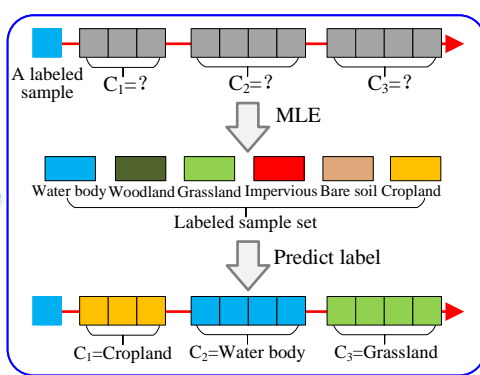 A labeled
sample
C₁=?
C₂=?
C₃=?
MLE
Water body
Woodland
Grassland
Impervious
Bare soil
Cropland
Labeled sample set
Predict label
C₁=Cropland
C₂=Water body
C₃=Grassland